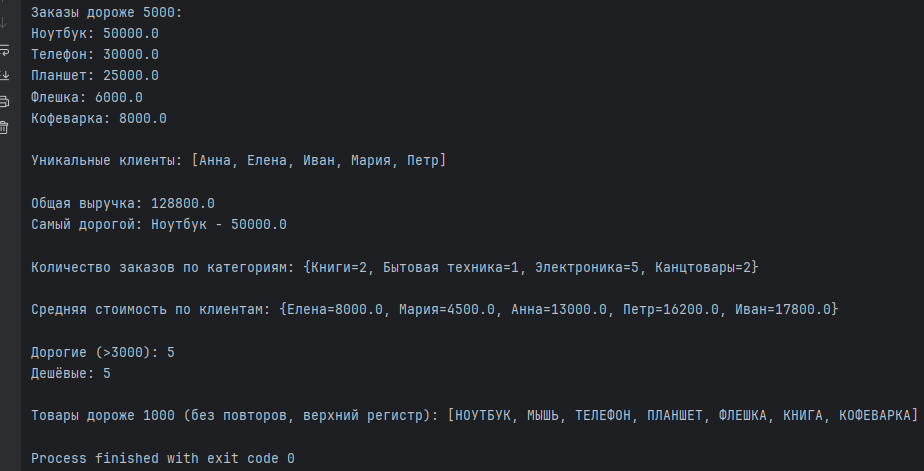 Заказы дороже 5000:
Ноутбук: 50000.0
Телефон: 30000.0
Планшет: 25000.0
Флешка: 6000.0
Кофеварка: 8000.0
Уникальные клиенты: [Анна, Елена, Иван, Мария, Петр]
Общая выручка: 128800.0
Самый дорогой: Ноутбук - 50000.0
Количество заказов по категориям: {Книги=2, Бытовая техника=1, Электроника=5, Канцтовары=2}
Средняя стоимость по клиентам: {Елена=8000.0, Мария=4500.0, Анна=13000.0, Петр=16200.0, Иван=17800.0}
Дорогие (>3000): 5
Дешёвые: 5
Товары дороже 1000 (без повторов, верхний регистр): [НОУТБУК, МЫШЬ, ТЕЛЕФОН, ПЛАНШЕТ, ФЛЕШКА, КНИГА, КОФЕВАРКА]
Process finished with exit code 0